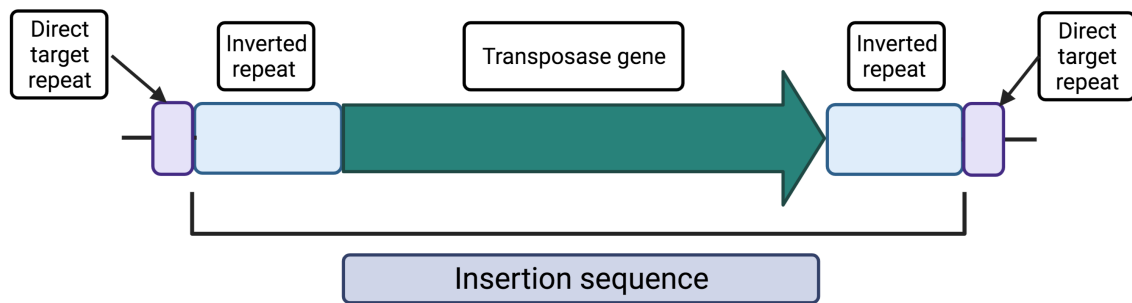 Direct
target
repeat
Inverted
repeat
Transposase gene
Inverted
repeat
Direct
target
repeat
Insertion sequence